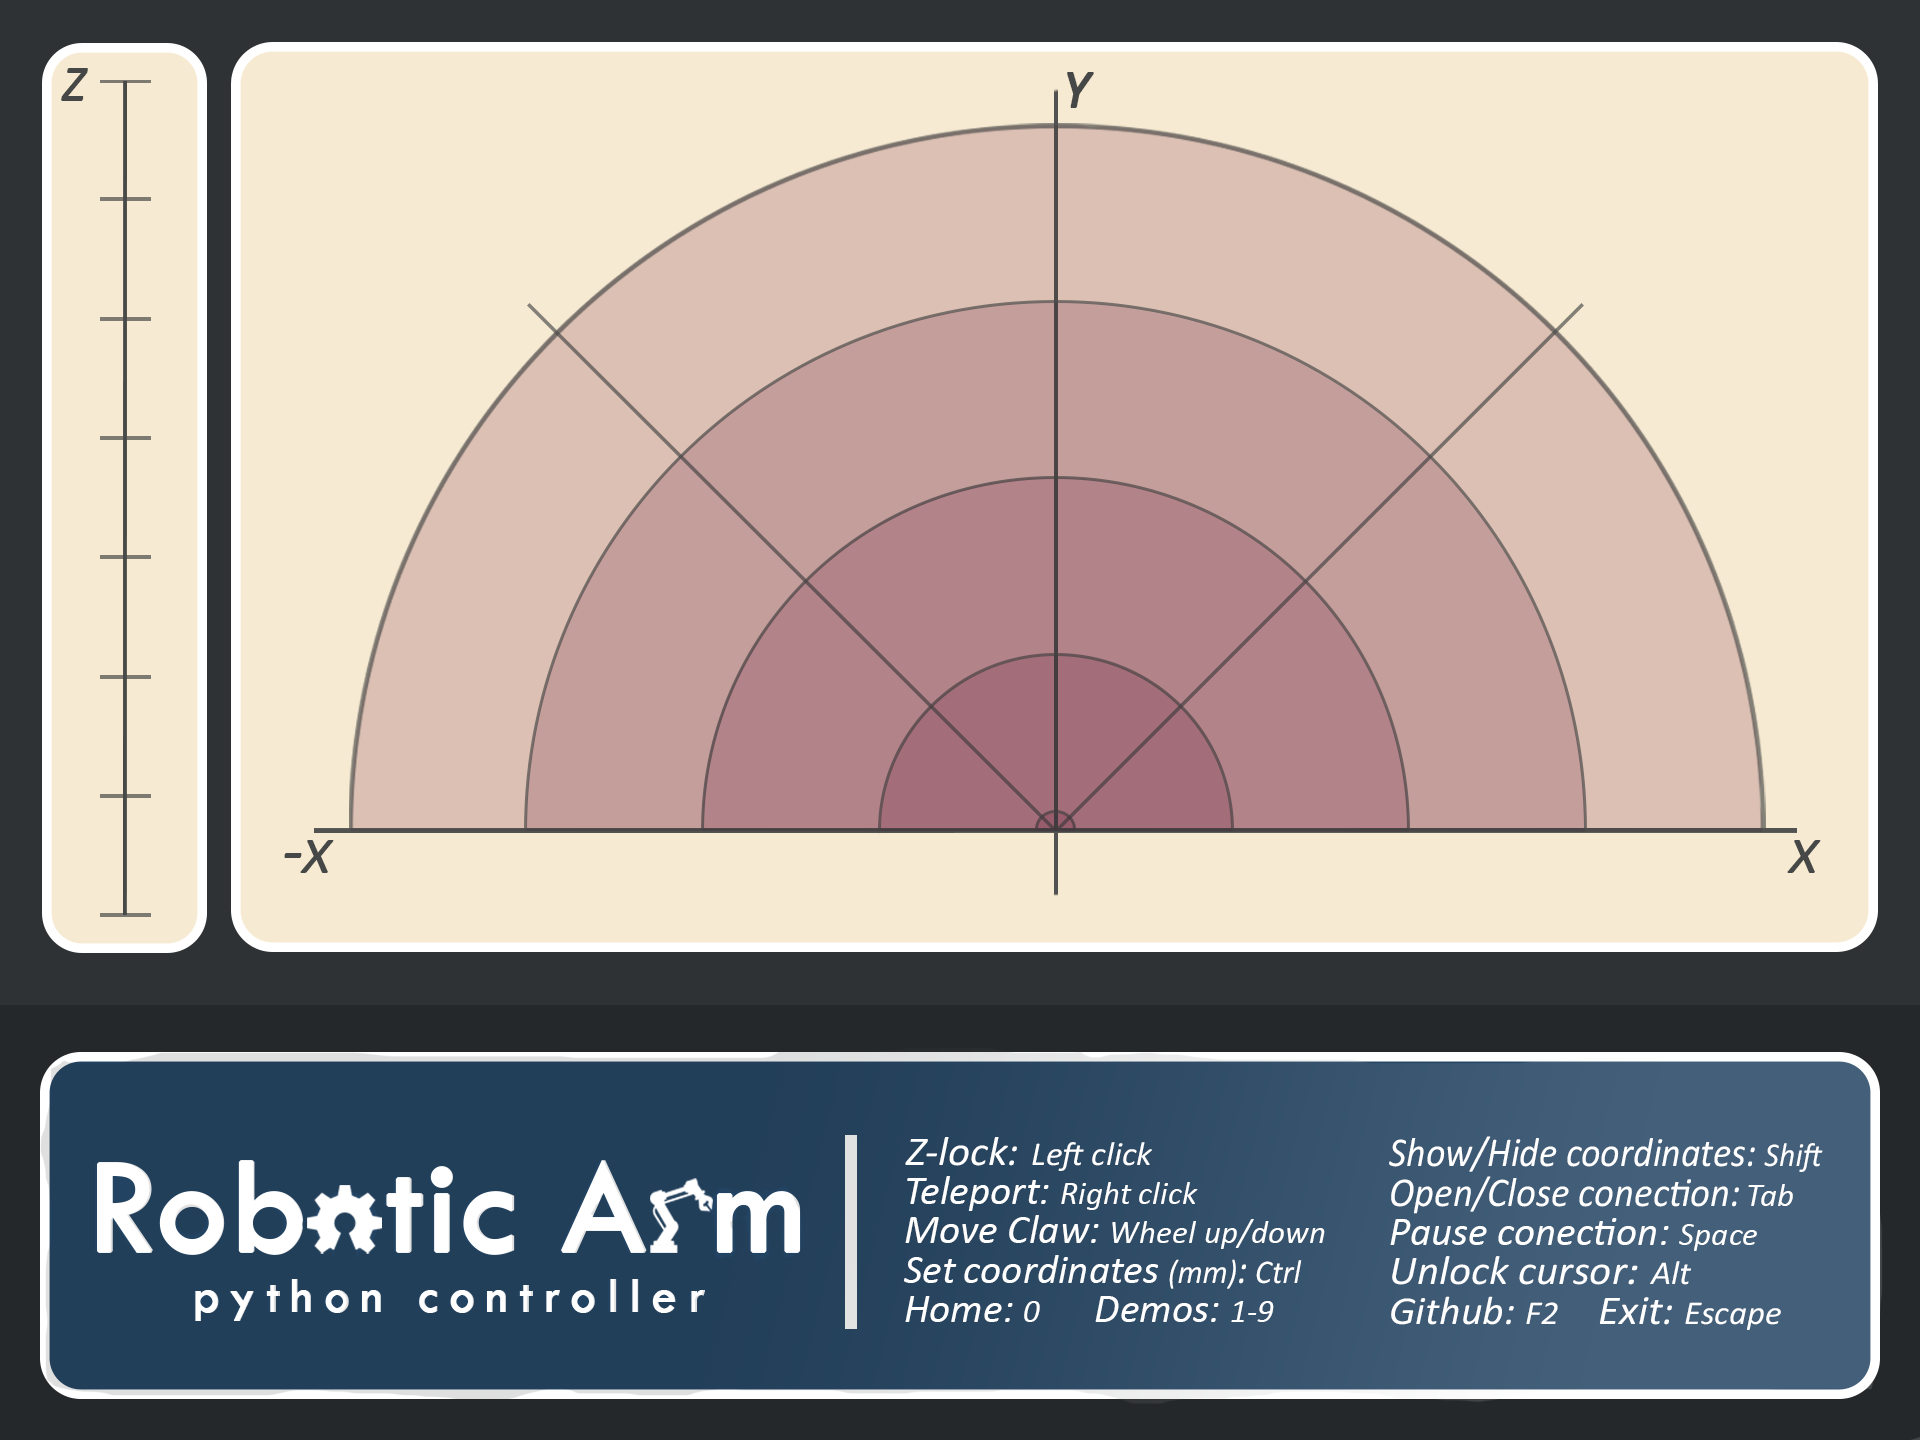 Z
Y
-X
X
Robotic Arm
python controller
Z-lock: Left click
Teleport: Right click
Move Claw: Wheel up/down
Set coordinates (mm): Ctrl
Home: 0 Demos: 1-9
Show/Hide coordinates: Shift
Open/Close conection: Tab
Pause conection: Space
Unlock cursor: Alt
Github: F2 Exit: Escape